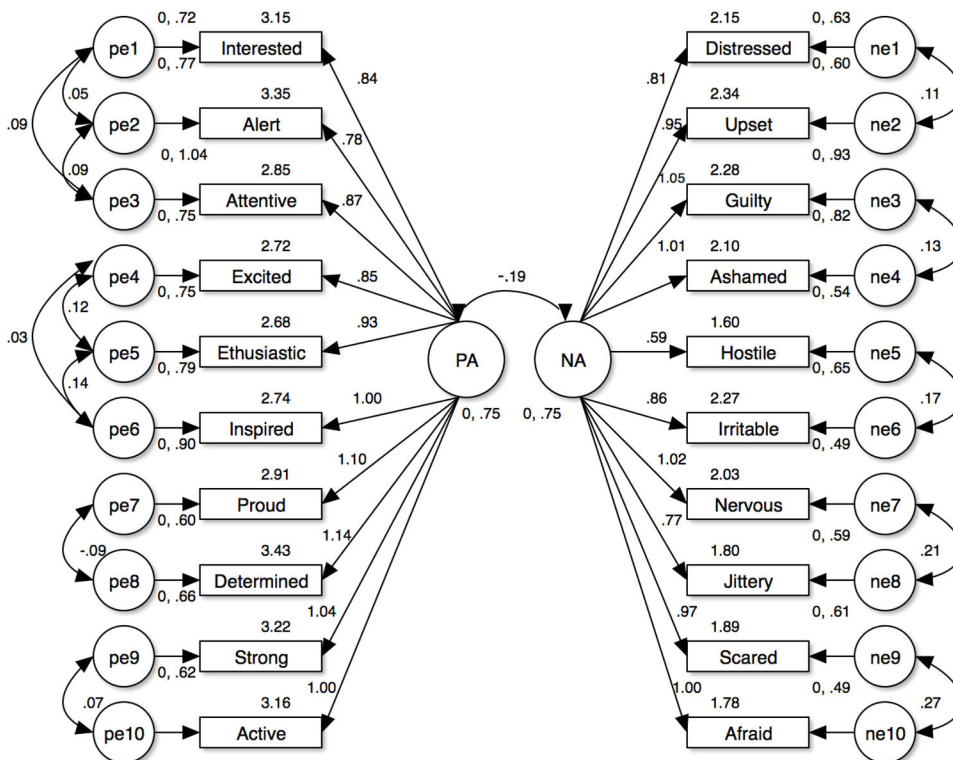 0, .72 3.15
pe1 Interested
0, .77
.05
3.35
pe2 Alert
0, 1.04
.09
.09
2.85
pe3 Attentive
0, .75
2.72
pe4 Excited
0, .75
.12
2.68
pe5 Ethusiastic
0, .79
.03
.14
2.74
pe6 Inspired
0, .90
2.91
pe7 Proud
0, .60
-.09
3.43
pe8 Determined
0, .66
3.22
pe9 Strong
0, .62
.07
3.16
pe10 Active
.84
.78
.87
.85
.93
1.00
1.10
1.14
1.04
1.00
-.19
PA NA
0, .75 0, .75
.81
.95
1.05
1.01
.59
.86
1.02
.77
.97
1.00
2.15 0, .63
Distressed ne1
0, .60
.11
2.34
Upset ne2
0, .93
2.28
Guilty ne3
0, .82
.13
2.10
Ashamed ne4
0, .54
1.60
Hostile ne5
0, .65
.17
2.27
Irritable ne6
0, .49
2.03
Nervous ne7
0, .59
.21
1.80
Jittery ne8
0, .61
1.89
Scared ne9
0, .49
.27
1.78
Afraid ne10